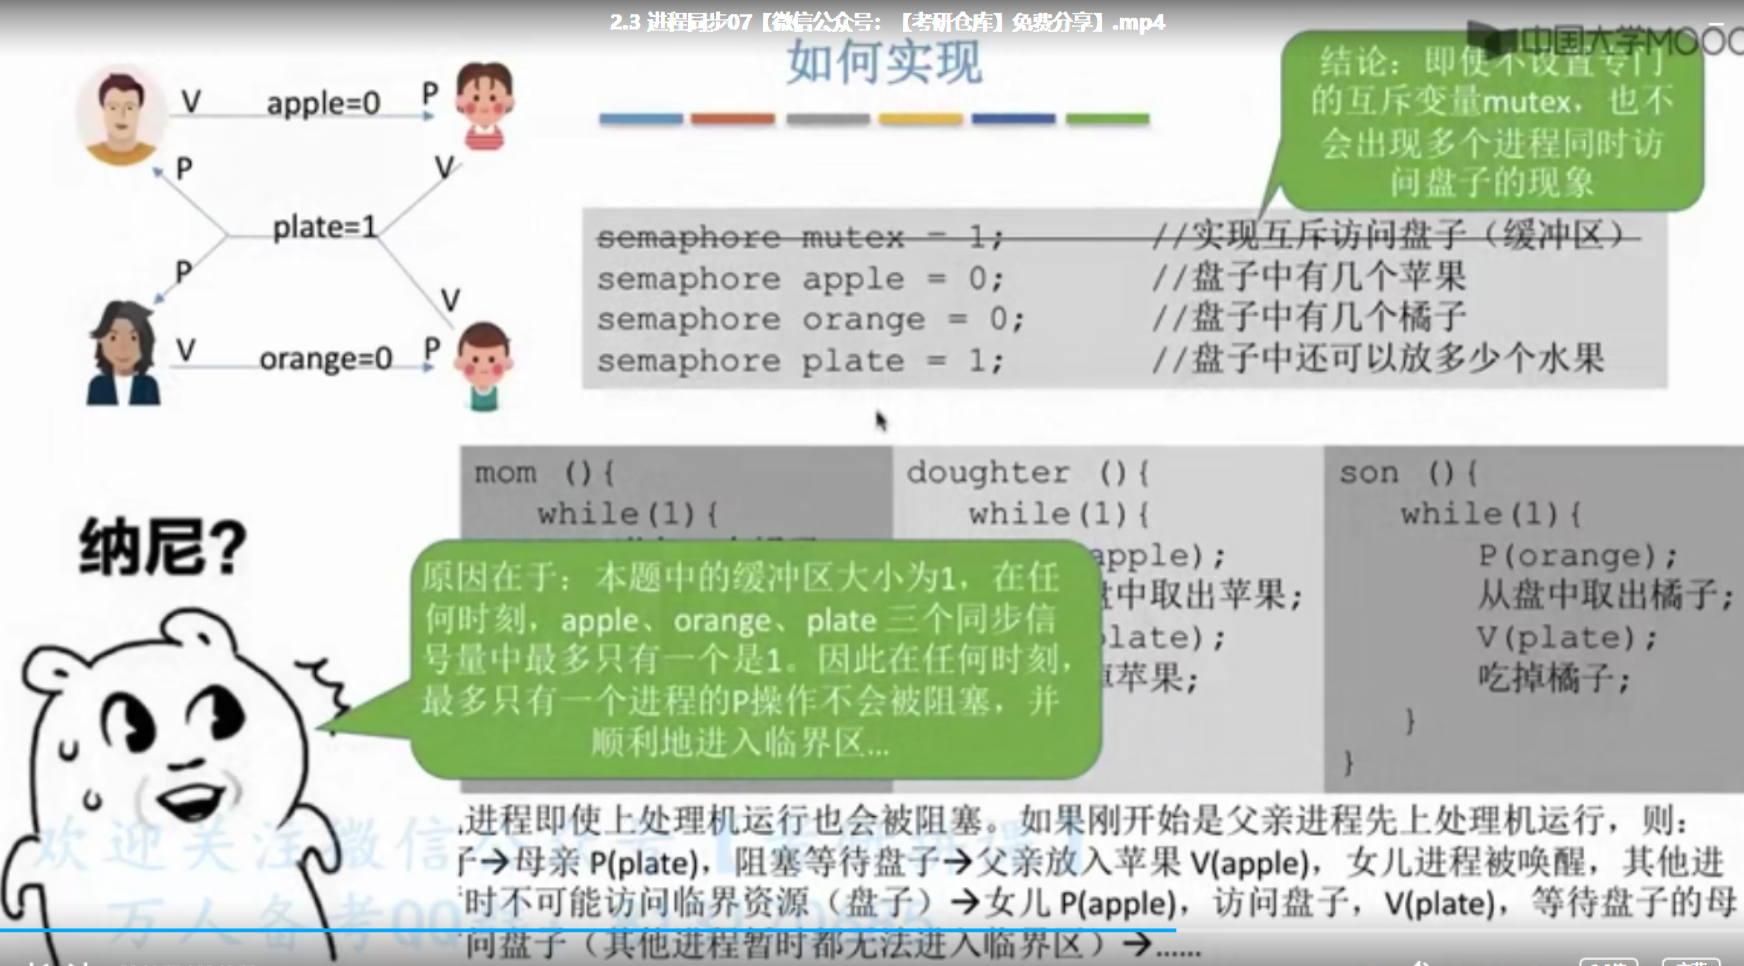 2.3 进程同步07【微信公众号：【考研仓库】免费分享】.mp4
中国大学MOOC
如何实现
结论：即使不设置专门
的互斥变量mutex，也不
会出现多个进程同时访
问盘子的现象
V apple=0 P
P
V
plate=1
P
V
V orange=0 P
semaphore mutex = 1; //实现互斥访问盘子（缓冲区）
semaphore apple = 0; //盘子中有几个苹果
semaphore orange = 0; //盘子中有几个橘子
semaphore plate = 1; //盘子中还可以放多少个水果
纳尼?
mom (){
while(1){
原因在于：本题中的缓冲区大小为1，在任
何时刻，apple、orange、plate 三个同步信
号量中最多只有一个是1。因此在任何时刻，
最多只有一个进程的P操作不会被阻塞，并
顺利地进入临界区...
doughter (){
while(1){
apple);
中取出苹果;
late);
苹果;
son (){
while(1){
P(orange);
从盘中取出橘子;
V(plate);
吃掉橘子;
}
}
进程即使上处理机运行也会被阻塞。如果刚开始是父亲进程先上处理机运行，则：
子→母亲 P(plate)，阻塞等待盘子→父亲放入苹果 V(apple)，女儿进程被唤醒，其他进
时不可能访问临界资源（盘子）→女儿 P(apple)，访问盘子，V(plate)，等待盘子的母
问盘子（其他进程暂时都无法进入临界区）→......
欢迎关注微信公众号【
万人备考QQ